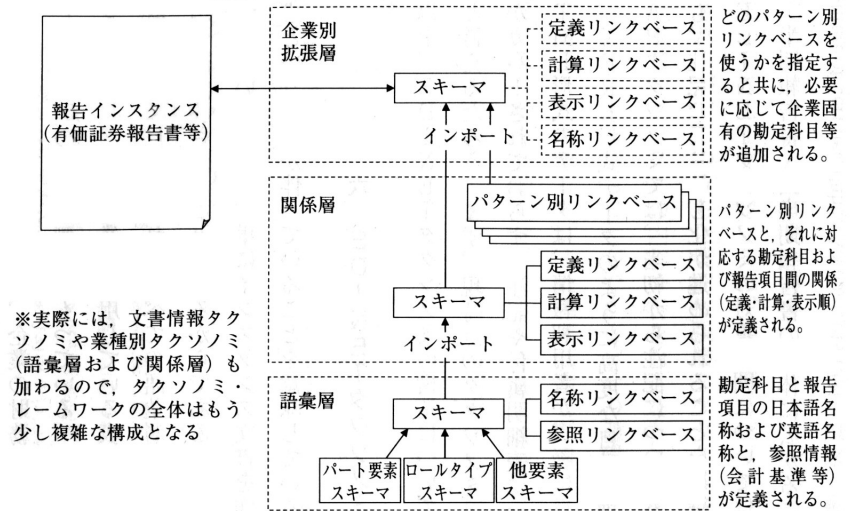 企業別
拡張層
定義リンクベース
計算リンクベース
表示リンクベース
名称リンクベース
スキーマ
インポート
どのパターン別
リンクベースを
使うかを指定す
ると共に，必要
に応じて企業固
有の勘定科目等
が追加される。
報告インスタンス
(有価証券報告書等)
関係層
パターン別リンクベース
定義リンクベース
計算リンクベース
表示リンクベース
スキーマ
インポート
パターン別リンク
ベースと，それに対
応する勘定科目およ
び報告項目間の関係
(定義・計算・表示順)
が定義される。
※実際には，文書情報タク
ソノミや業種別タクソノミ
(語彙層および関係層) も
加わるので，タクソノミ・
レームワークの全体はもう
少し複雑な構成となる
語彙層
スキーマ
名称リンクベース
参照リンクベース
パート要素
スキーマ
ロールタイプ
スキーマ
他要素
スキーマ
勘定科目と報告
項目の日本語名
称および英語名
称と，参照情報
(会計基準等)
が定義される。